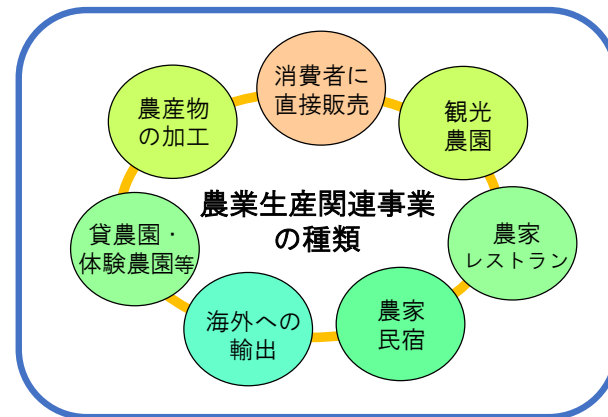 消費者に
直接販売
観光
農園
農家
レストラン
農家
民宿
海外への
輸出
貸農園・
体験農園等
農産物
の加工
農業生産関連事業
の種類